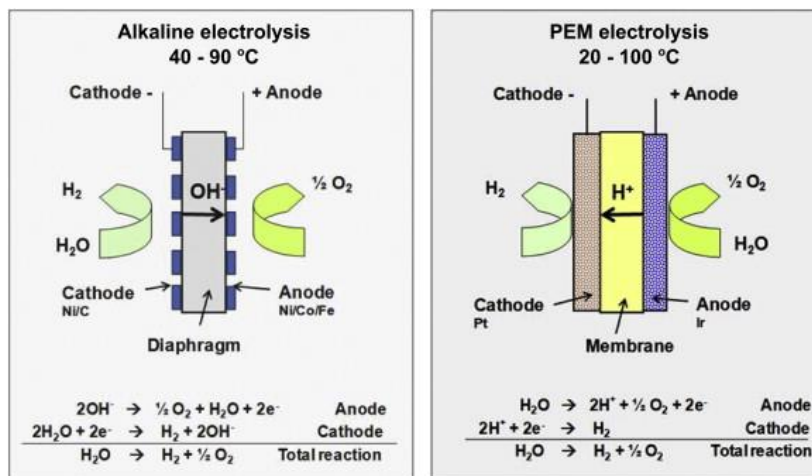 Alkaline electrolysis
40 - 90 °C
Cathode -
+ Anode
H₂
OH⁻
½ O₂
H₂O
Cathode
Ni/C
Anode
Ni/Co/Fe
Diaphragm
2OH⁻ → ½ O₂ + H₂O + 2e⁻ Anode
2H₂O + 2e⁻ → H₂ + 2OH⁻ Cathode
H₂O → H₂ + ½ O₂ Total reaction
PEM electrolysis
20 - 100 °C
Cathode -
+ Anode
H₂
H⁺
½ O₂
H₂O
Cathode
Pt
Anode
Ir
Membrane
H₂O → 2H⁺ + ½ O₂ + 2e⁻ Anode
2H⁺ + 2e⁻ → H₂ Cathode
H₂O → H₂ + ½ O₂ Total reaction